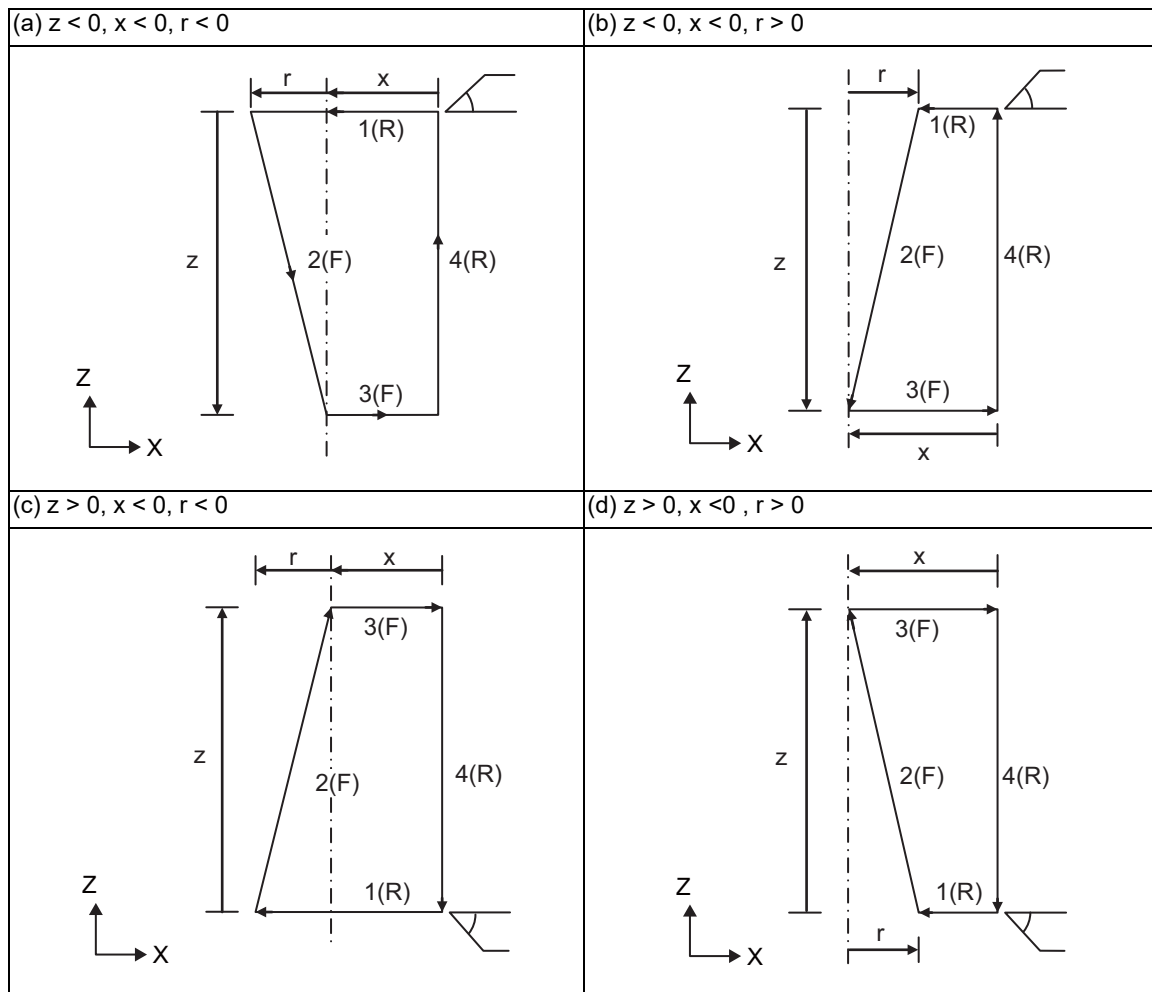 (a) z < 0, x < 0, r < 0
r x
1(R)
z
2(F)
4(R)
3(F)
Z
X
(b) z < 0, x < 0, r > 0
r
1(R)
z
2(F)
4(R)
3(F)
x
Z
X
(c) z > 0, x < 0, r < 0
r x
3(F)
z
2(F)
4(R)
1(R)
Z
X
(d) z > 0, x <0 , r > 0
x
3(F)
z
2(F)
4(R)
1(R)
r
Z
X